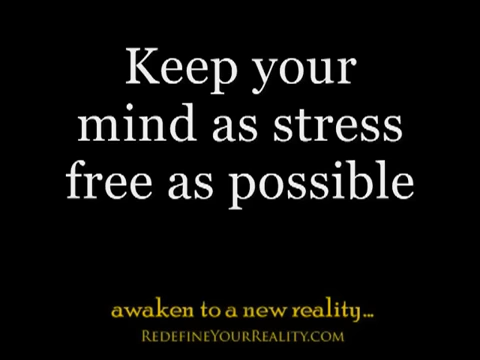 Keep your
mind as stress
free as possible
awaken to a new reality...
REDEFINEYOURREALITY.COM